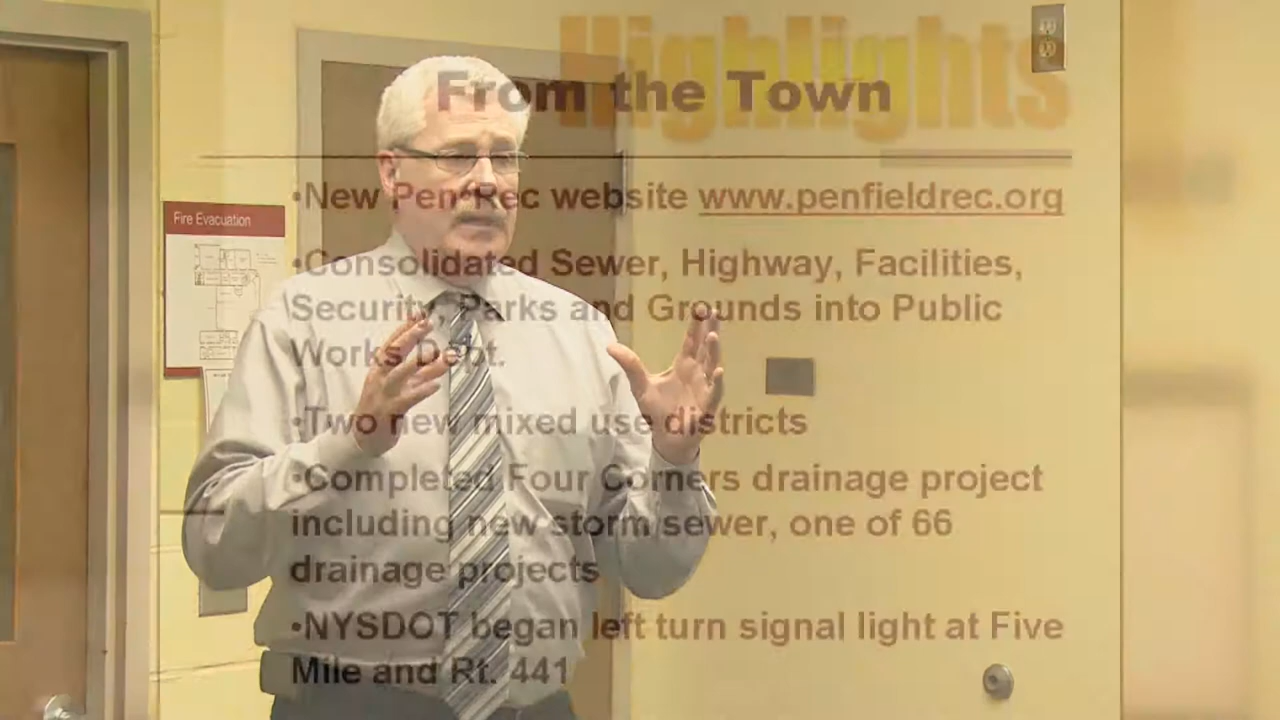 Highlights
From the Town
•New Pen Rec website www.penfieldrec.org
Fire Evacuation
•Consolidated Sewer, Highway, Facilities,
Security, Parks and Grounds into Public
Works Dept.
•Two new mixed use districts
•Completed Four Corners drainage project
including new storm sewer, one of 66
drainage projects
•NYSDOT began left turn signal light at Five
Mile and Rt. 441